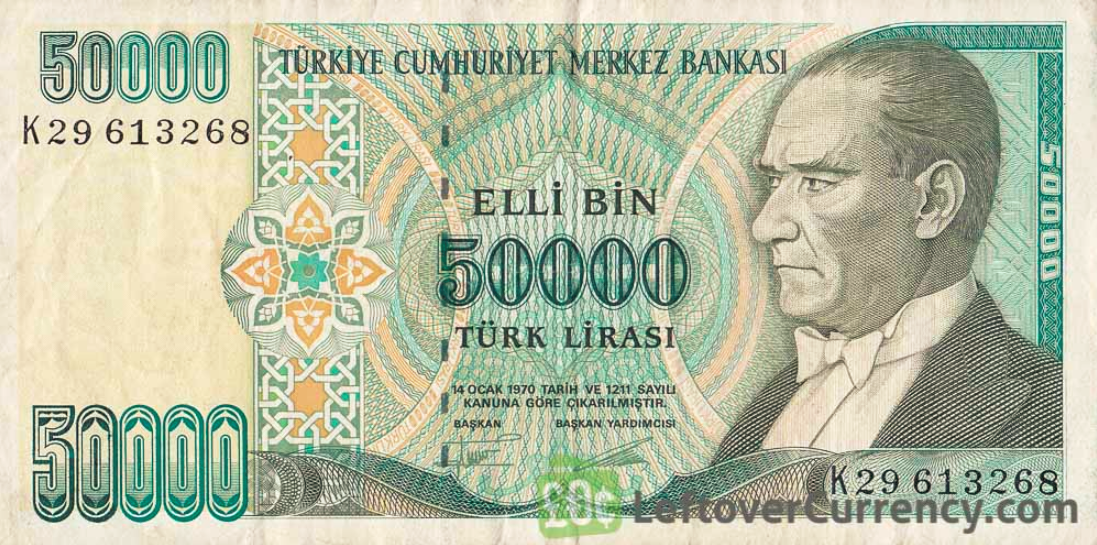 50000
TÜRKİYE CUMHURİYET MERKEZ BANKASI
K29 613268
50000
ELLİ BİN
50000
TÜRK LİRASI
14 OCAK 1970 TARİH VE 1211 SAYILI
KANUNA GÖRE ÇIKARILMIŞTIR.
BAŞKAN BAŞKAN YARDIMCISI
50000
K29 613268
LeftoverCurrency.com